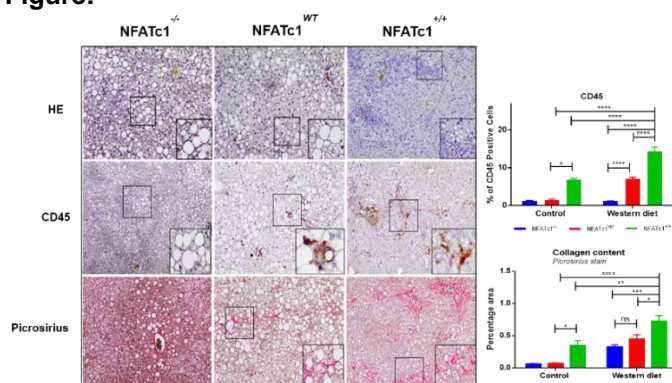 Figure.
NFATc1-/-
NFATc1WT
NFATc1+/+
HE
CD45
Picrosirius
CD45
% of CD45 Positive Cells
20
10
0
****
****
****
****
*
****
Control
Western diet
NFATc1-/-
NFATc1WT
NFATc1+/+
Collagen content
Picrosirius stain
Percentage area
1.5
1.0
0.5
0.0
****
**
***
*
ns
*
Control
Western diet